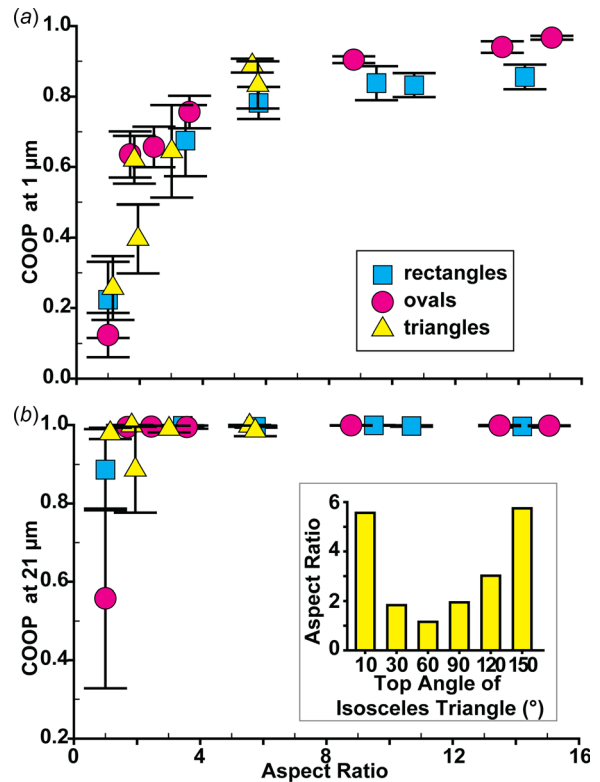 (a)
1.0
0.8
0.6
0.4
0.2
0.0
COOP at 1 µm
rectangles
ovals
triangles
(b)
1.0
0.8
0.6
0.4
0.2
COOP at 21 µm
6
4
2
0
Aspect Ratio
10 30 60 90 120 150
Top Angle of
Isosceles Triangle (°)
0 4 8 12 16
Aspect Ratio